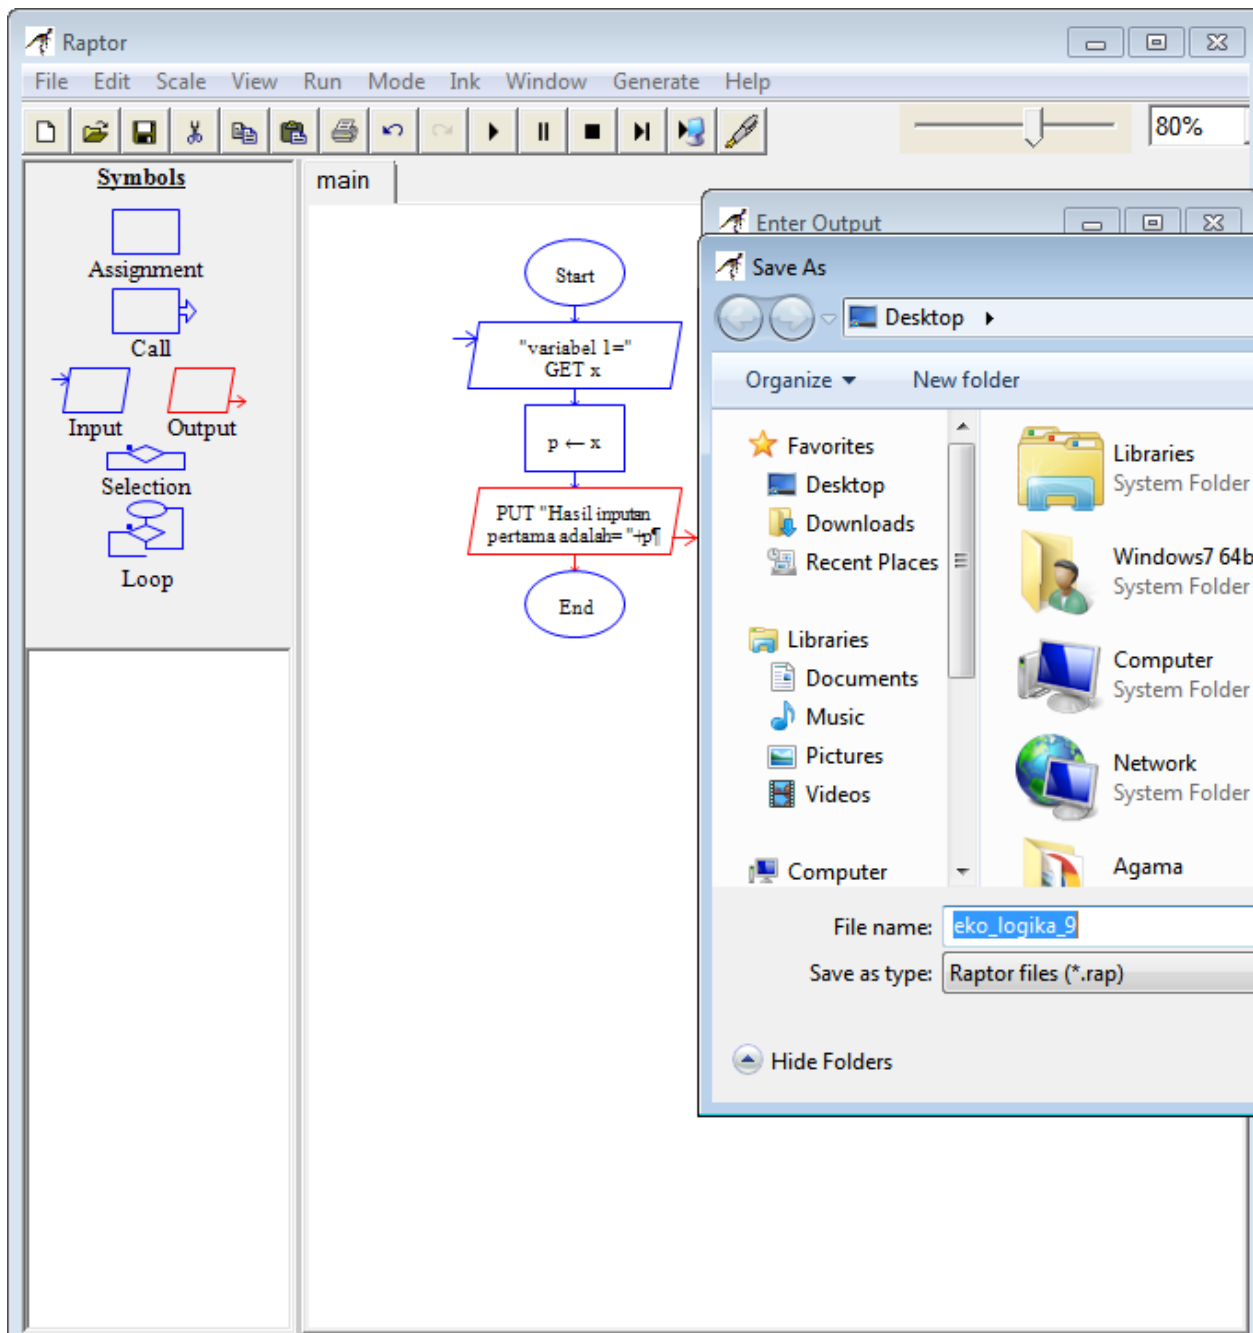 Raptor
File Edit Scale View Run Mode Ink Window Generate Help
80%
Symbols
Assignment
Call
Input Output
Selection
Loop
main
Start
"variabel 1="
GET x
p ← x
PUT "Hasil inputan
pertama adalah= "+p¶
End
Enter Output
Save As
Desktop
Organize New folder
Favorites
Desktop
Downloads
Recent Places
Libraries
Documents
Music
Pictures
Videos
Computer
Libraries
System Folder
Windows7 64b
System Folder
Computer
System Folder
Network
System Folder
Agama
File name: eko_logika_9
Save as type: Raptor files (*.rap)
Hide Folders